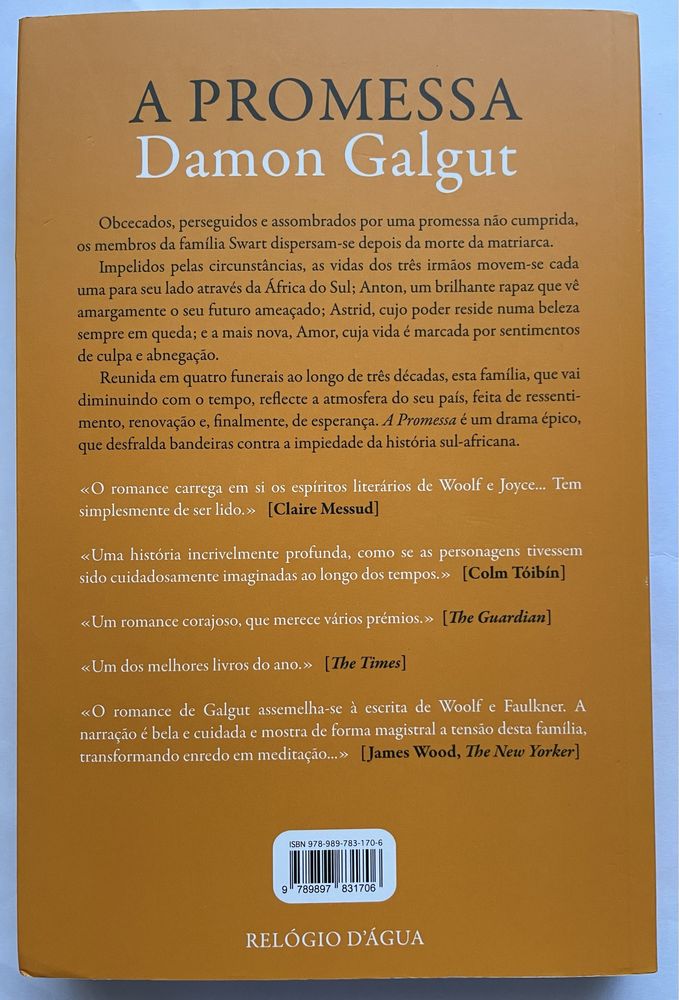 A PROMESSA
Damon Galgut
Obcecados, perseguidos e assombrados por uma promessa não cumprida,
os membros da família Swart dispersam-se depois da morte da matriarca.
Impelidos pelas circunstâncias, as vidas dos três irmãos movem-se cada
uma para seu lado através da África do Sul; Anton, um brilhante rapaz que vê
amargamente o seu futuro ameaçado; Astrid, cujo poder reside numa beleza
sempre em queda; e a mais nova, Amor, cuja vida é marcada por sentimentos
de culpa e abnegação.
Reunida em quatro funerais ao longo de três décadas, esta família, que vai
diminuindo com o tempo, reflecte a atmosfera do seu país, feita de ressenti-
mento, renovação e, finalmente, de esperança. A Promessa é um drama épico,
que desfralda bandeiras contra a impiedade da história sul-africana.
«O romance carrega em si os espíritos literários de Woolf e Joyce... Tem
simplesmente de ser lido.» [Claire Messud]
«Uma história incrivelmente profunda, como se as personagens tivessem
sido cuidadosamente imaginadas ao longo dos tempos.» [Colm Tóibín]
«Um romance corajoso, que merece vários prémios.» [The Guardian]
«Um dos melhores livros do ano.» [The Times]
«O romance de Galgut assemelha-se à escrita de Woolf e Faulkner. A
narração é bela e cuidada e mostra de forma magistral a tensão desta família,
transformando enredo em meditação...» [James Wood, The New Yorker]
ISBN 978-989-783-170-6
9 789897 831706
RELÓGIO D'ÁGUA